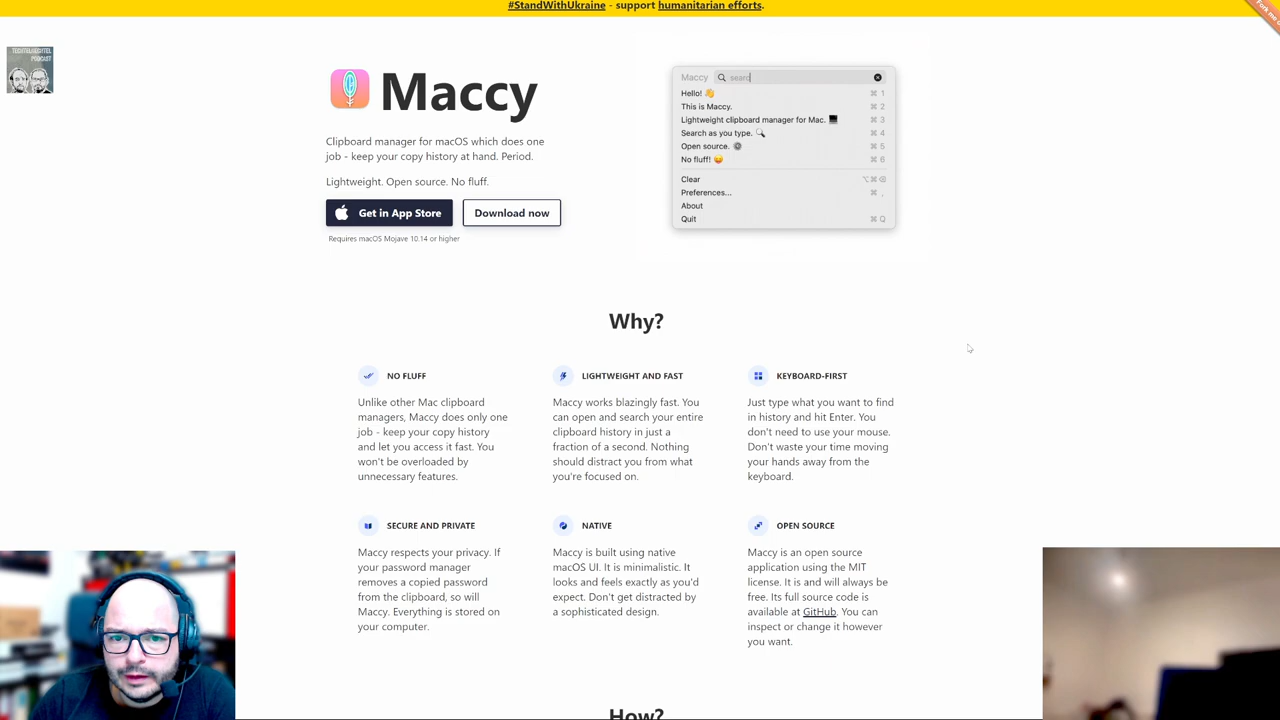 #StandWithUkraine - support humanitarian efforts.
Fork me
TECHTELMECHTEL
PODCAST
Maccy
Clipboard manager for macOS which does one
job - keep your copy history at hand. Period.
Lightweight. Open source. No fluff.
Get in App Store
Download now
Requires macOS Mojave 10.14 or higher
Maccy searc
Hello! 👋 ⌘ 1
This is Maccy. ⌘ 2
Lightweight clipboard manager for Mac. 💻 ⌘ 3
Search as you type. 🔍 ⌘ 4
Open source. ⌘ 5
No fluff! 😝 ⌘ 6
Clear ⌥⌘⌫
Preferences... ⌘ ,
About
Quit ⌘ Q
Why?
NO FLUFF
Unlike other Mac clipboard
managers, Maccy does only one
job - keep your copy history
and let you access it fast. You
won't be overloaded by
unnecessary features.
LIGHTWEIGHT AND FAST
Maccy works blazingly fast. You
can open and search your entire
clipboard history in just a
fraction of a second. Nothing
should distract you from what
you're focused on.
KEYBOARD-FIRST
Just type what you want to find
in history and hit Enter. You
don't need to use your mouse.
Don't waste your time moving
your hands away from the
keyboard.
SECURE AND PRIVATE
Maccy respects your privacy. If
your password manager
removes a copied password
from the clipboard, so will
Maccy. Everything is stored on
your computer.
NATIVE
Maccy is built using native
macOS UI. It is minimalistic. It
looks and feels exactly as you'd
expect. Don't get distracted by
a sophisticated design.
OPEN SOURCE
Maccy is an open source
application using the MIT
license. It is and will always be
free. Its full source code is
available at GitHub. You can
inspect or change it however
you want.
How?